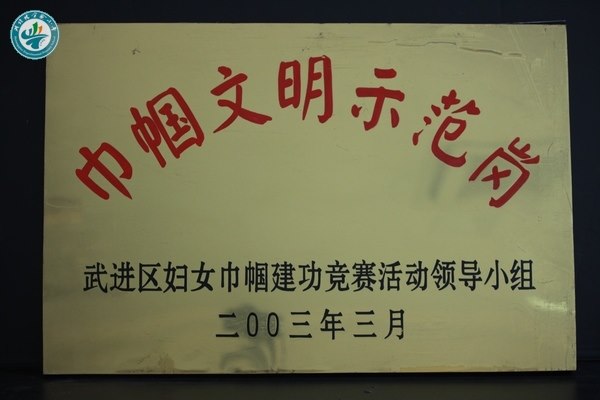 巾帼文明示范岗
武进区妇女巾帼建功竞赛活动领导小组
二00三年三月